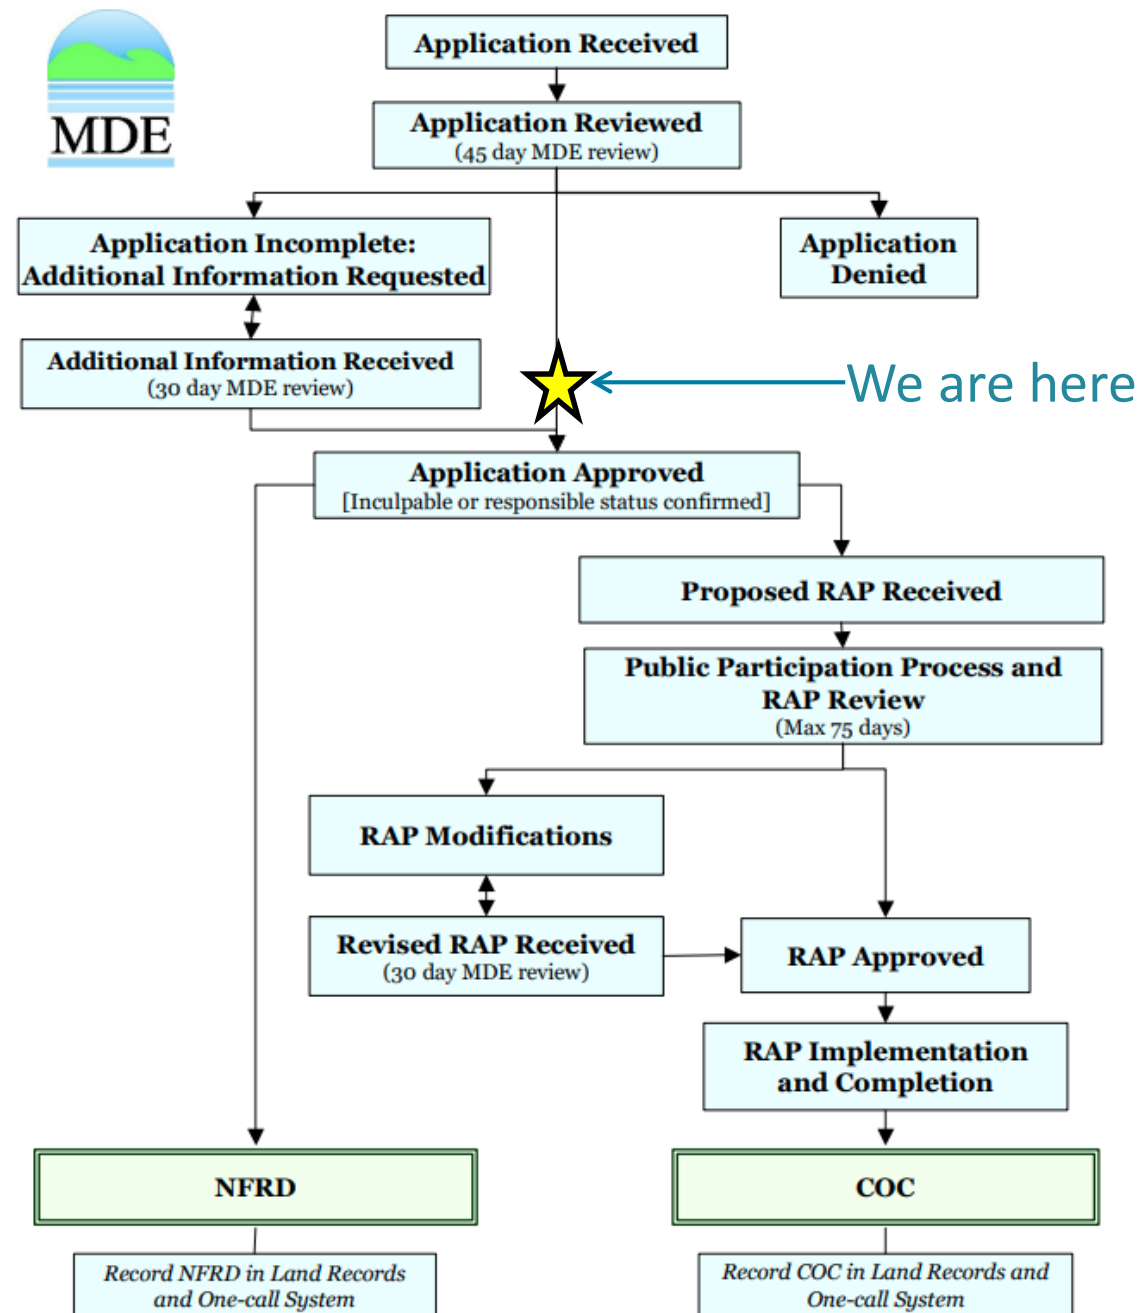 MDE
Application Received
Application Reviewed
(45 day MDE review)
Application Incomplete:
Additional Information Requested
Application
Denied
Additional Information Received
(30 day MDE review)
We are here
Application Approved
[Inculpable or responsible status confirmed]
Proposed RAP Received
Public Participation Process and
RAP Review
(Max 75 days)
RAP Modifications
Revised RAP Received
(30 day MDE review)
RAP Approved
RAP Implementation
and Completion
NFRD
COC
Record NFRD in Land Records
and One-call System
Record COC in Land Records and
One-call System